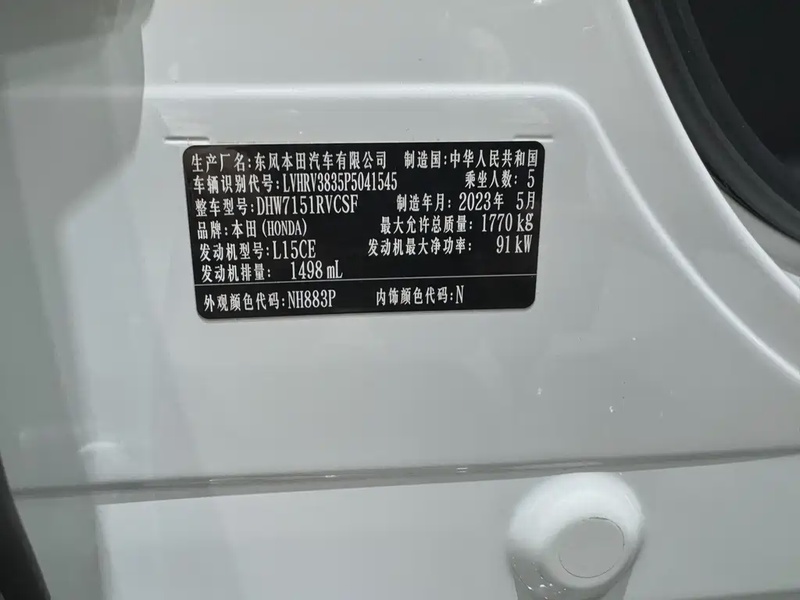 生产厂名:东风本田汽车有限公司 制造国:中华人民共和国
车辆识别代号:LVHRV3835P5041545 乘坐人数: 5
整车型号:DHW7151RVCSF 制造年月:2023年 5月
品牌:本田(HONDA) 最大允许总质量:1770kg
发动机型号:L15CE 发动机最大净功率: 91kW
发动机排量: 1498mL
外观颜色代码:NH883P 内饰颜色代码:N